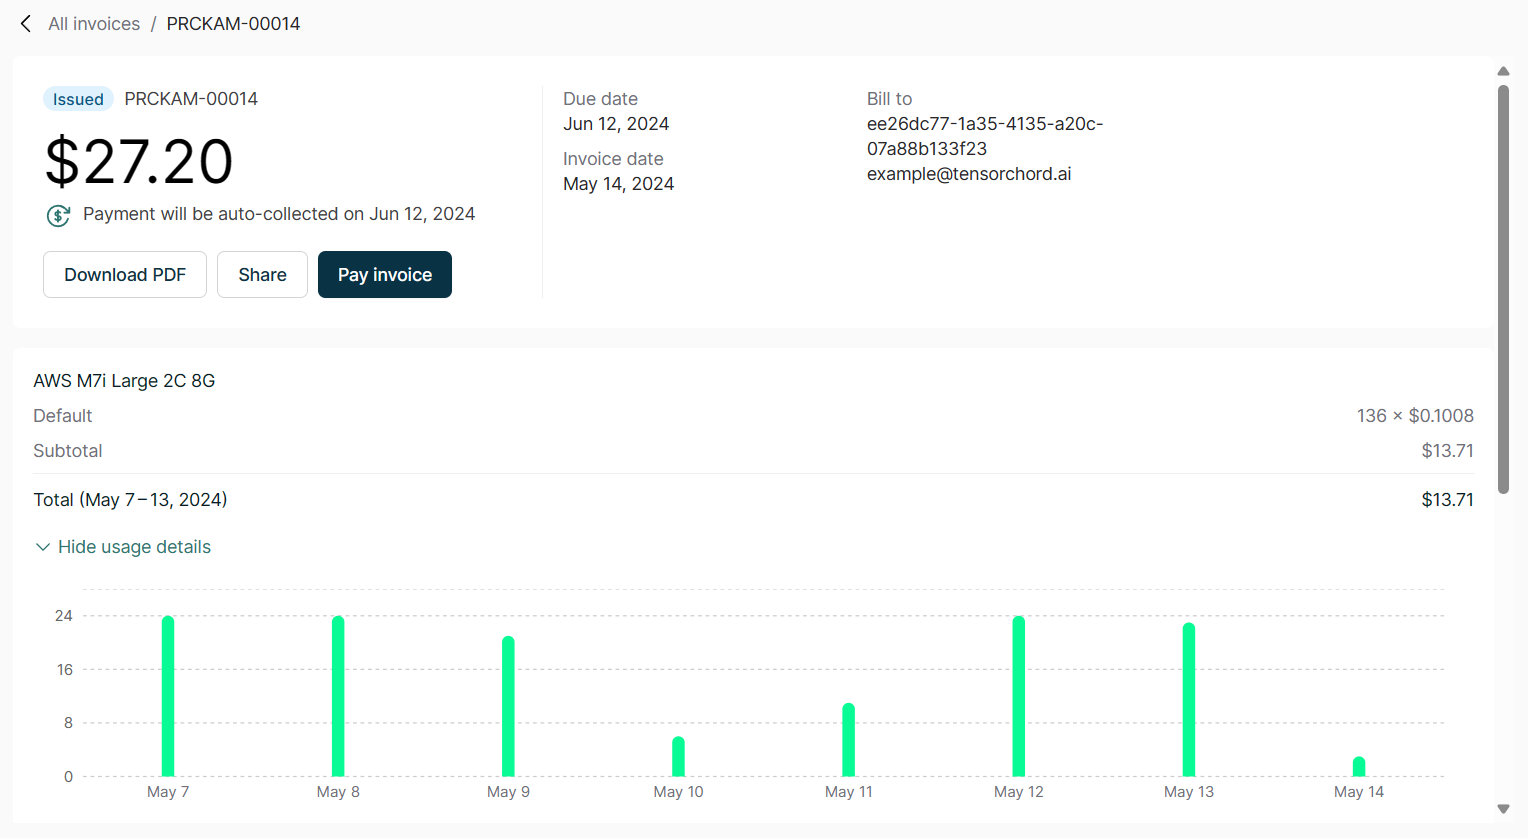 All invoices / PRCKAM-00014
Issued PRCKAM-00014
$27.20
Payment will be auto-collected on Jun 12, 2024
Download PDF
Share
Pay invoice
Due date
Jun 12, 2024
Invoice date
May 14, 2024
Bill to
ee26dc77-1a35-4135-a20c-
07a88b133f23
example@tensorchord.ai
AWS M7i Large 2C 8G
Default 136 × $0.1008
Subtotal $13.71
Total (May 7–13, 2024) $13.71
Hide usage details
24
16
8
0
May 7 May 8 May 9 May 10 May 11 May 12 May 13 May 14